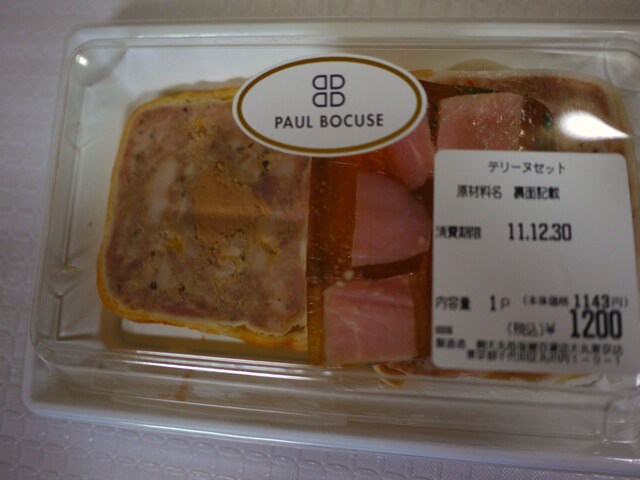 PAUL BOCUSE
テリーヌセット
原材料名 裏面記載
消費期限 11.12.30
内容量 1P (本体価格 1143円)
(税込)¥ 1200
製造者